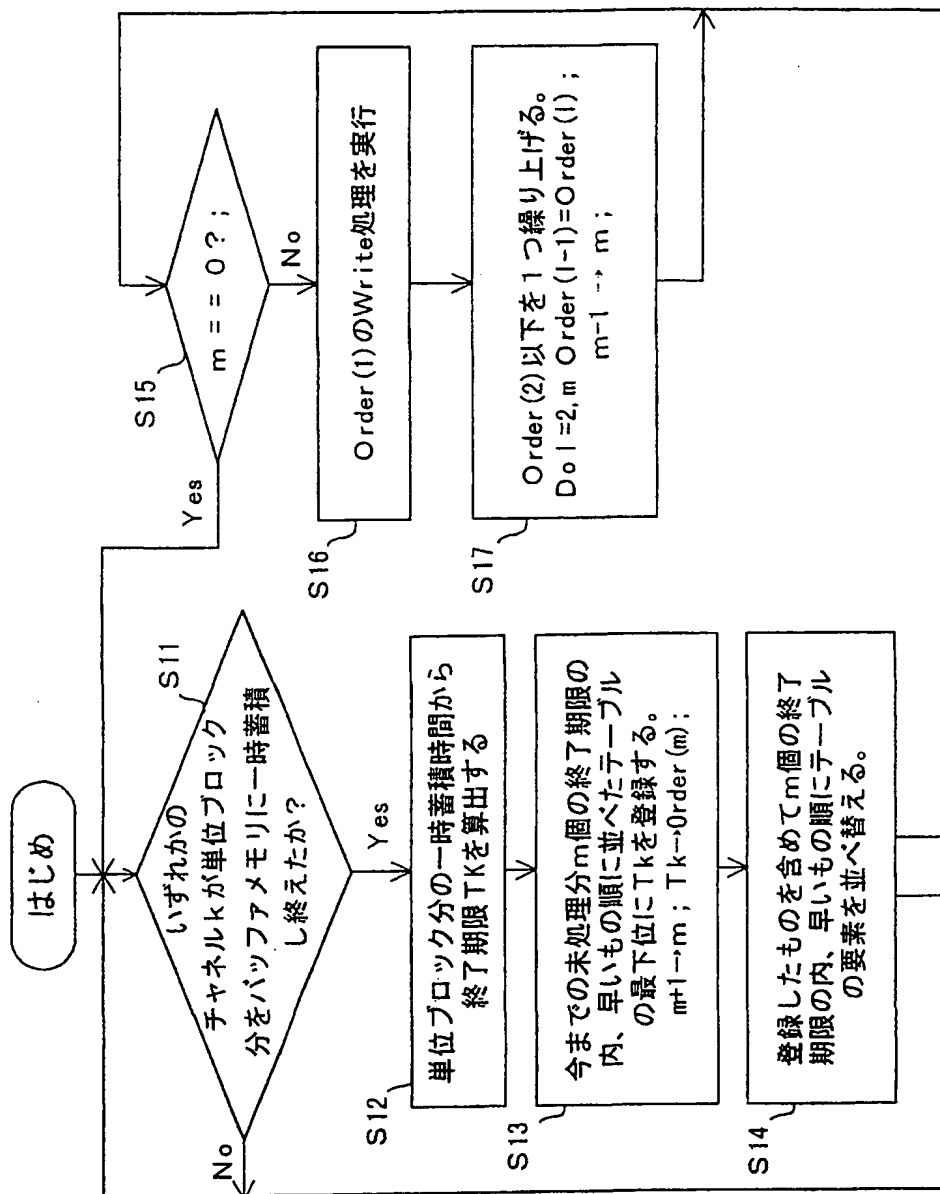 はじめ
S11
いずれかの
チャネルkが単位ブロック
分をバッファメモリに一時蓄積
し終えたか?
No
Yes
S12
単位ブロック分の一時蓄積時間から
終了期限TKを算出する
S13
今までの未処理分m個の終了期限の
内、早いもの順に並べたテーブル
の最下位にTkを登録する。
m+1→m; Tk→Order(m);
S14
登録したものを含めてm個の終了
期限の内、早いもの順にテーブル
の要素を並べ替える。
S15
m==0?;
Yes
No
S16
Order(1)のWrite処理を実行
S17
Order(2)以下を1つ繰り上げる。
Do l=2,m Order(l-1)=Order(l);
m-1→m;